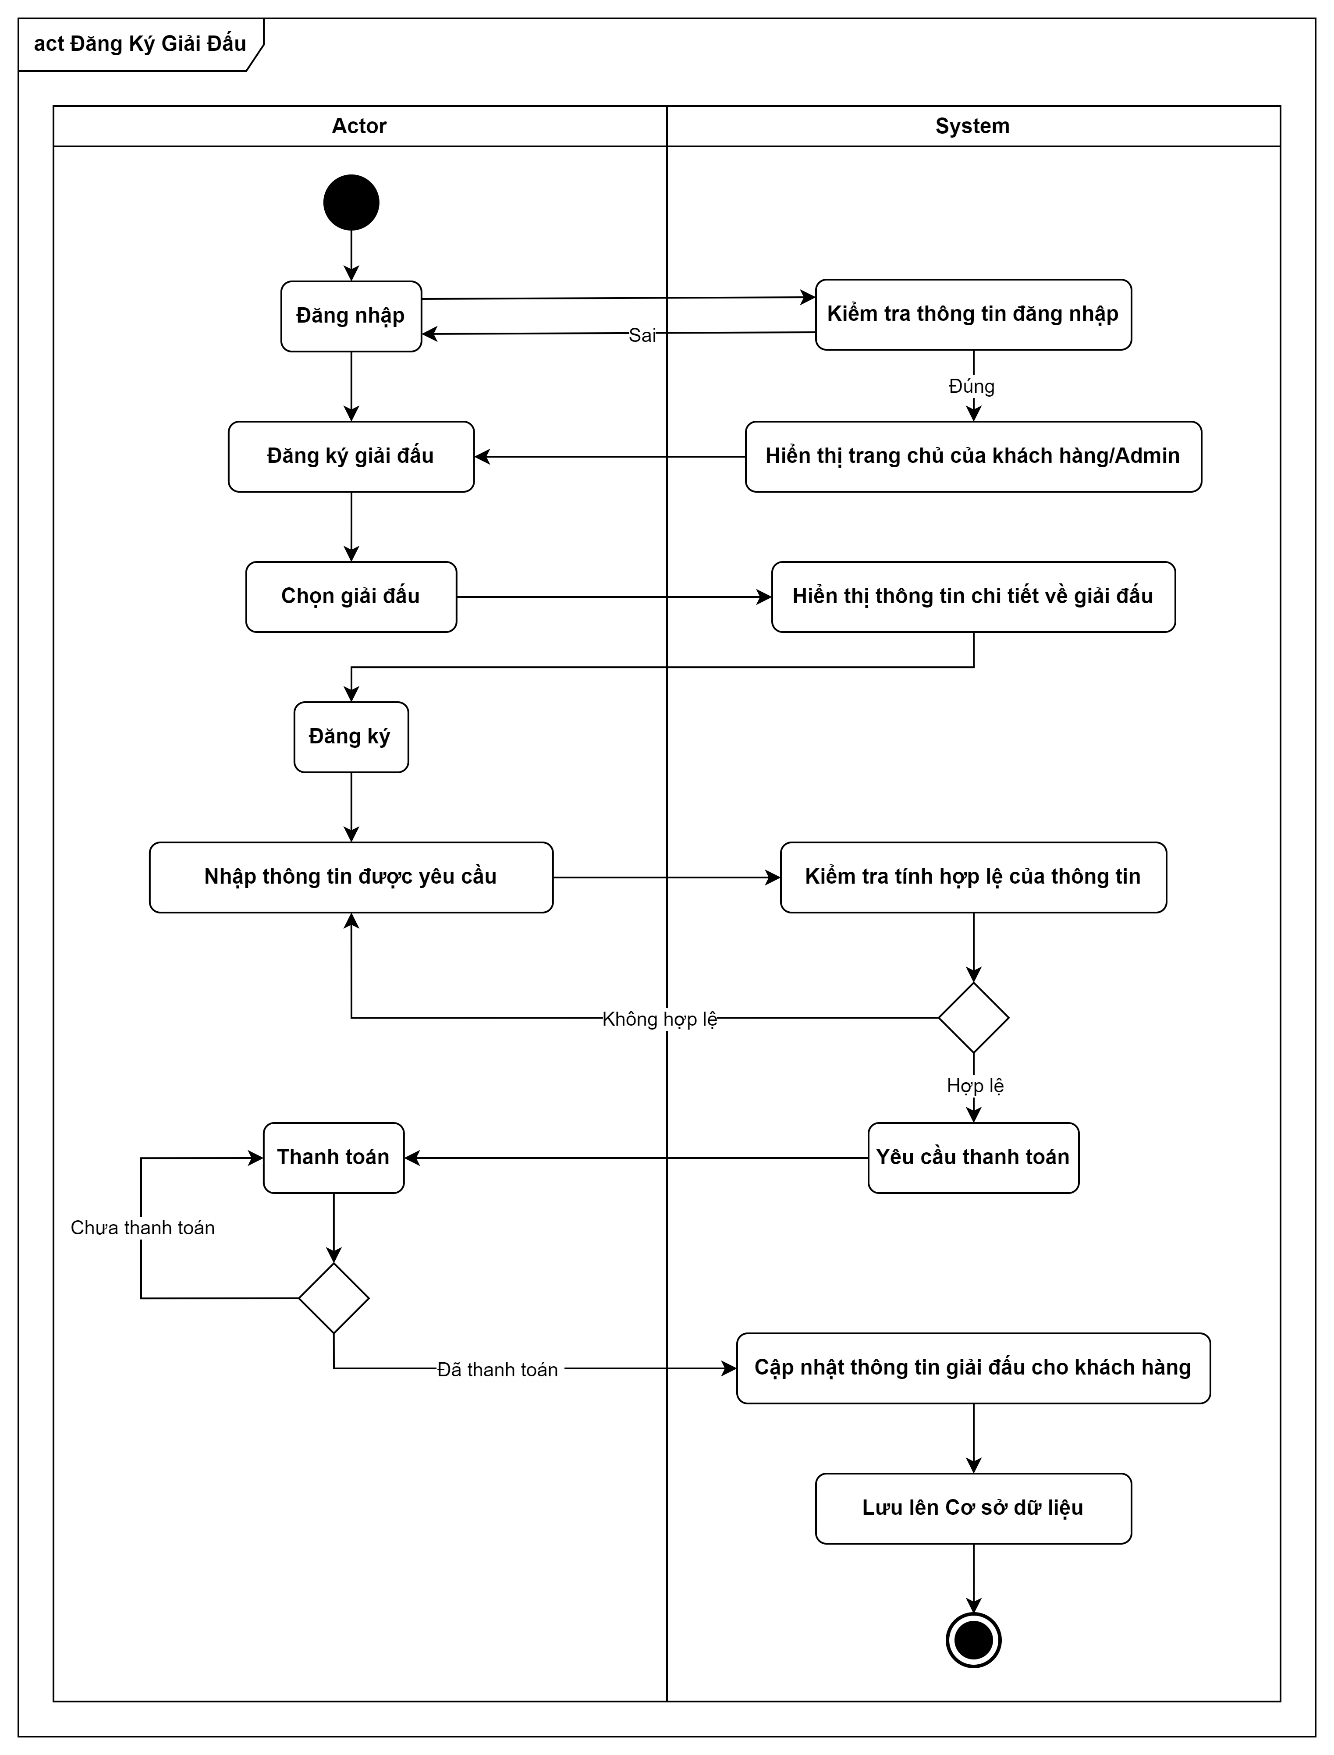 act Đăng Ký Giải Đấu
Actor
System
Đăng nhập
Kiểm tra thông tin đăng nhập
Sai
Đúng
Đăng ký giải đấu
Hiển thị trang chủ của khách hàng/Admin
Chọn giải đấu
Hiển thị thông tin chi tiết về giải đấu
Đăng ký
Nhập thông tin được yêu cầu
Kiểm tra tính hợp lệ của thông tin
Không hợp lệ
Hợp lệ
Thanh toán
Yêu cầu thanh toán
Chưa thanh toán
Đã thanh toán
Cập nhật thông tin giải đấu cho khách hàng
Lưu lên Cơ sở dữ liệu